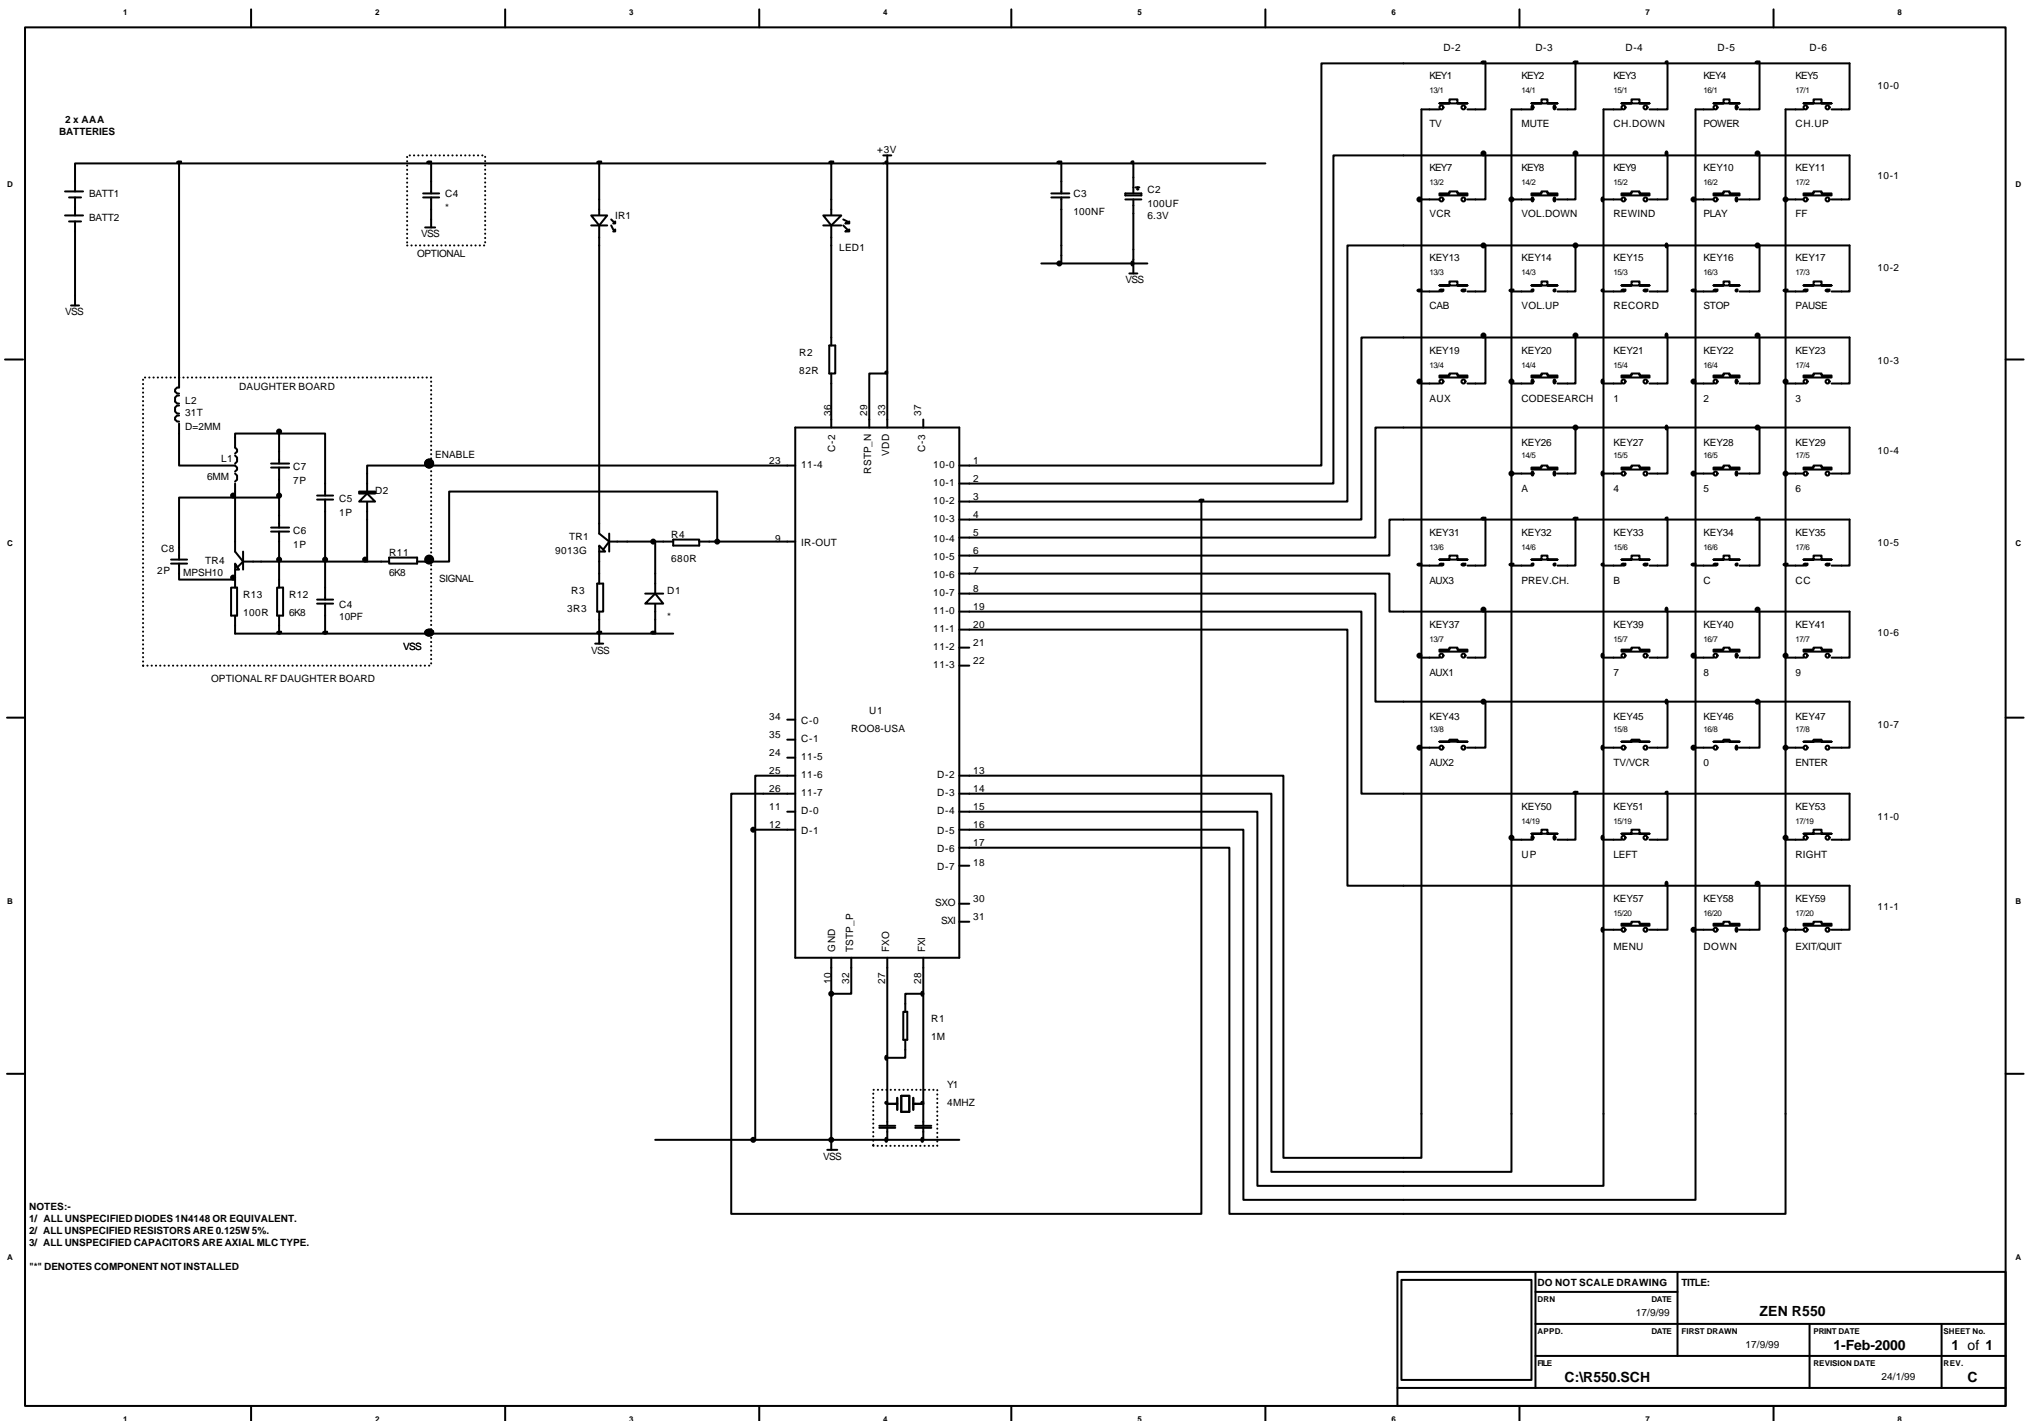 1 2 3 4 5 6 7 8
D-2 D-3 D-4 D-5 D-6
KEY1 KEY2 KEY3 KEY4 KEY5 10-0
13/1 14/1 15/1 16/1 17/1
TV MUTE CH.DOWN POWER CH.UP
2 x AAA
BATTERIES
+3V
KEY7 KEY8 KEY9 KEY10 KEY11 10-1
13/2 14/2 15/2 16/2 17/2
VCR VOL.DOWN REWIND PLAY FF
D D
BATT1
BATT2
C4
*
VSS
OPTIONAL
IR1
LED1
C3
100NF
C2
100UF
6.3V
VSS
VSS
KEY13 KEY14 KEY15 KEY16 KEY17 10-2
13/3 14/3 15/3 16/3 17/3
CAB VOL.UP RECORD STOP PAUSE
R2
82R
KEY19 KEY20 KEY21 KEY22 KEY23 10-3
13/4 14/4 15/4 16/4 17/4
AUX CODESEARCH 1 2 3
DAUGHTER BOARD
L2
31T
D=2MM
L1
6MM
C7
7P
C5
1P
D2
C6
1P
C8
2P
TR4
MPSH10
R11
6K8
R13
100R
R12
6K8
C4
10PF
ENABLE
SIGNAL
VSS
OPTIONAL RF DAUGHTER BOARD
TR1
9013G
R4
680R
R3
3R3
D1
*
VSS
36 29 33 37
C-2 RSTP_N VDD C-3
23 11-4
9 IR-OUT
10-0 1
10-1 2
10-2 3
10-3 4
10-4 5
10-5 6
10-6 7
10-7 8
11-0 19
11-1 20
11-2 21
11-3 22
KEY26 KEY27 KEY28 KEY29 10-4
14/5 15/5 16/5 17/5
A 4 5 6
C C
KEY31 KEY32 KEY33 KEY34 KEY35 10-5
13/6 14/6 15/6 16/6 17/6
AUX3 PREV.CH. B C CC
KEY37 KEY39 KEY40 KEY41 10-6
13/7 15/7 16/7 17/7
AUX1 7 8 9
U1
ROO8-USA
KEY43 KEY45 KEY46 KEY47 10-7
13/8 15/8 16/8 17/8
AUX2 TV/VCR 0 ENTER
34 C-0
35 C-1
24 11-5
25 11-6
26 11-7
11 D-0
12 D-1
D-2 13
D-3 14
D-4 15
D-5 16
D-6 17
D-7 18
SXO 30
SXI 31
KEY50 KEY51 KEY53 11-0
14/19 15/19 17/19
UP LEFT RIGHT
B B
KEY57 KEY58 KEY59 11-1
15/20 16/20 17/20
MENU DOWN EXIT/QUIT
GND TSTP_P FXO FXI
10 32 27 28
R1
1M
Y1
4MHZ
VSS
NOTES:-
1/ ALL UNSPECIFIED DIODES 1N4148 OR EQUIVALENT.
2/ ALL UNSPECIFIED RESISTORS ARE 0.125W 5%.
3/ ALL UNSPECIFIED CAPACITORS ARE AXIAL MLC TYPE.
A A
"*" DENOTES COMPONENT NOT INSTALLED
DO NOT SCALE DRAWING TITLE:
DRN DATE
17/9/99 ZEN R550
APPD. DATE FIRST DRAWN PRINT DATE SHEET No.
17/9/99 1-Feb-2000 1 of 1
FILE REVISION DATE REV.
C:\R550.SCH 24/1/99 C
1 2 3 4 5 6 7 8